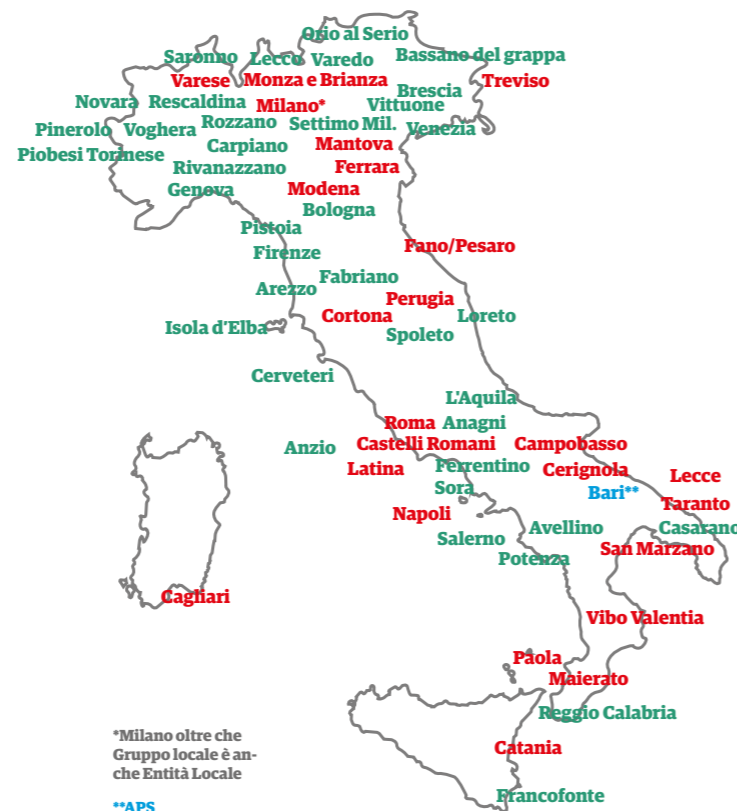 Orio al Serio
Saronno Lecco Varedo Bassano del grappa
Varese Monza e Brianza Treviso
Brescia
Novara Rescaldina Milano* Vittuone
Pinerolo Voghera Rozzano Settimo Mil. Venezia
Carpiano Mantova
Piobesi Torinese
Rivanazzano Ferrara
Genova Modena
Bologna
Pistoia
Firenze Fano/Pesaro
Fabriano
Arezzo
Perugia
Cortona Loreto
Isola d'Elba Spoleto
Cerveteri
L'Aquila
Roma Anagni
Anzio Castelli Romani Campobasso
Latina Ferrentino Cerignola Lecce
Sora Bari** Taranto
Napoli
Salerno Avellino Casarano
Potenza San Marzano
Cagliari
Vibo Valentia
Paola
Maierato
Reggio Calabria
Catania
Francofonte
*Milano oltre che
Gruppo locale è an-
che Entità Locale
**APS